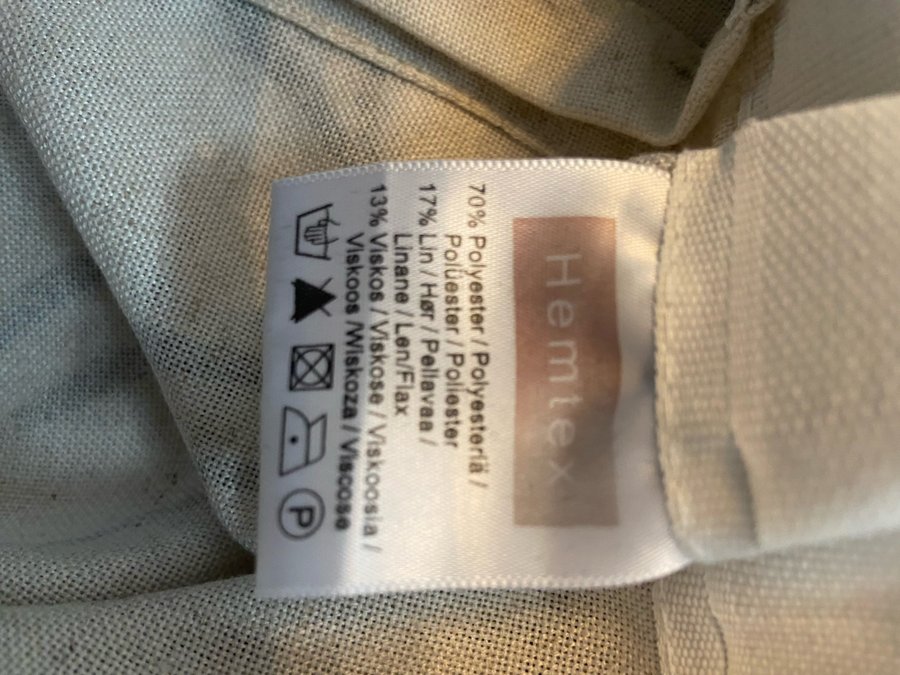 Hemtex
70% Polyester / Polyesteriä /
Polüester / Poliester
17% Lin / Hør / Pellavaa /
Linane / Len/Flax
13% Viskos / Viskose / Viskoosia /
Viskoos /Wiskoza / Viscose
P